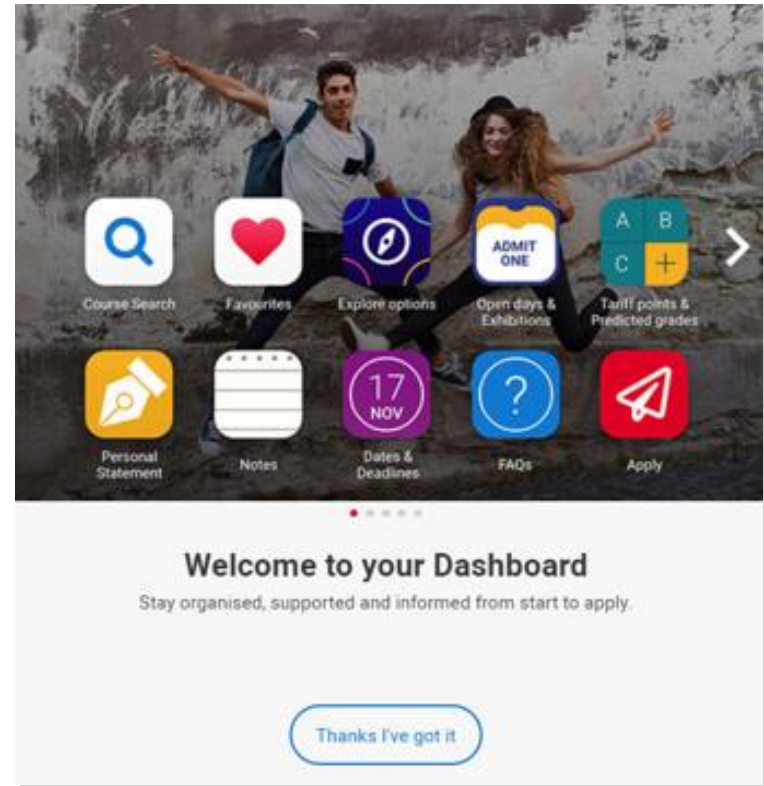 ADMIT
ONE
A B
C +
Course Search
Favourites
Explore options
Open days &
Exhibitions
Tariff points &
Predicted grades
17
NOV
?
Personal
Statement
Notes
Dates &
Deadlines
FAQs
Apply
Welcome to your Dashboard
Stay organised, supported and informed from start to apply.
Thanks I've got it